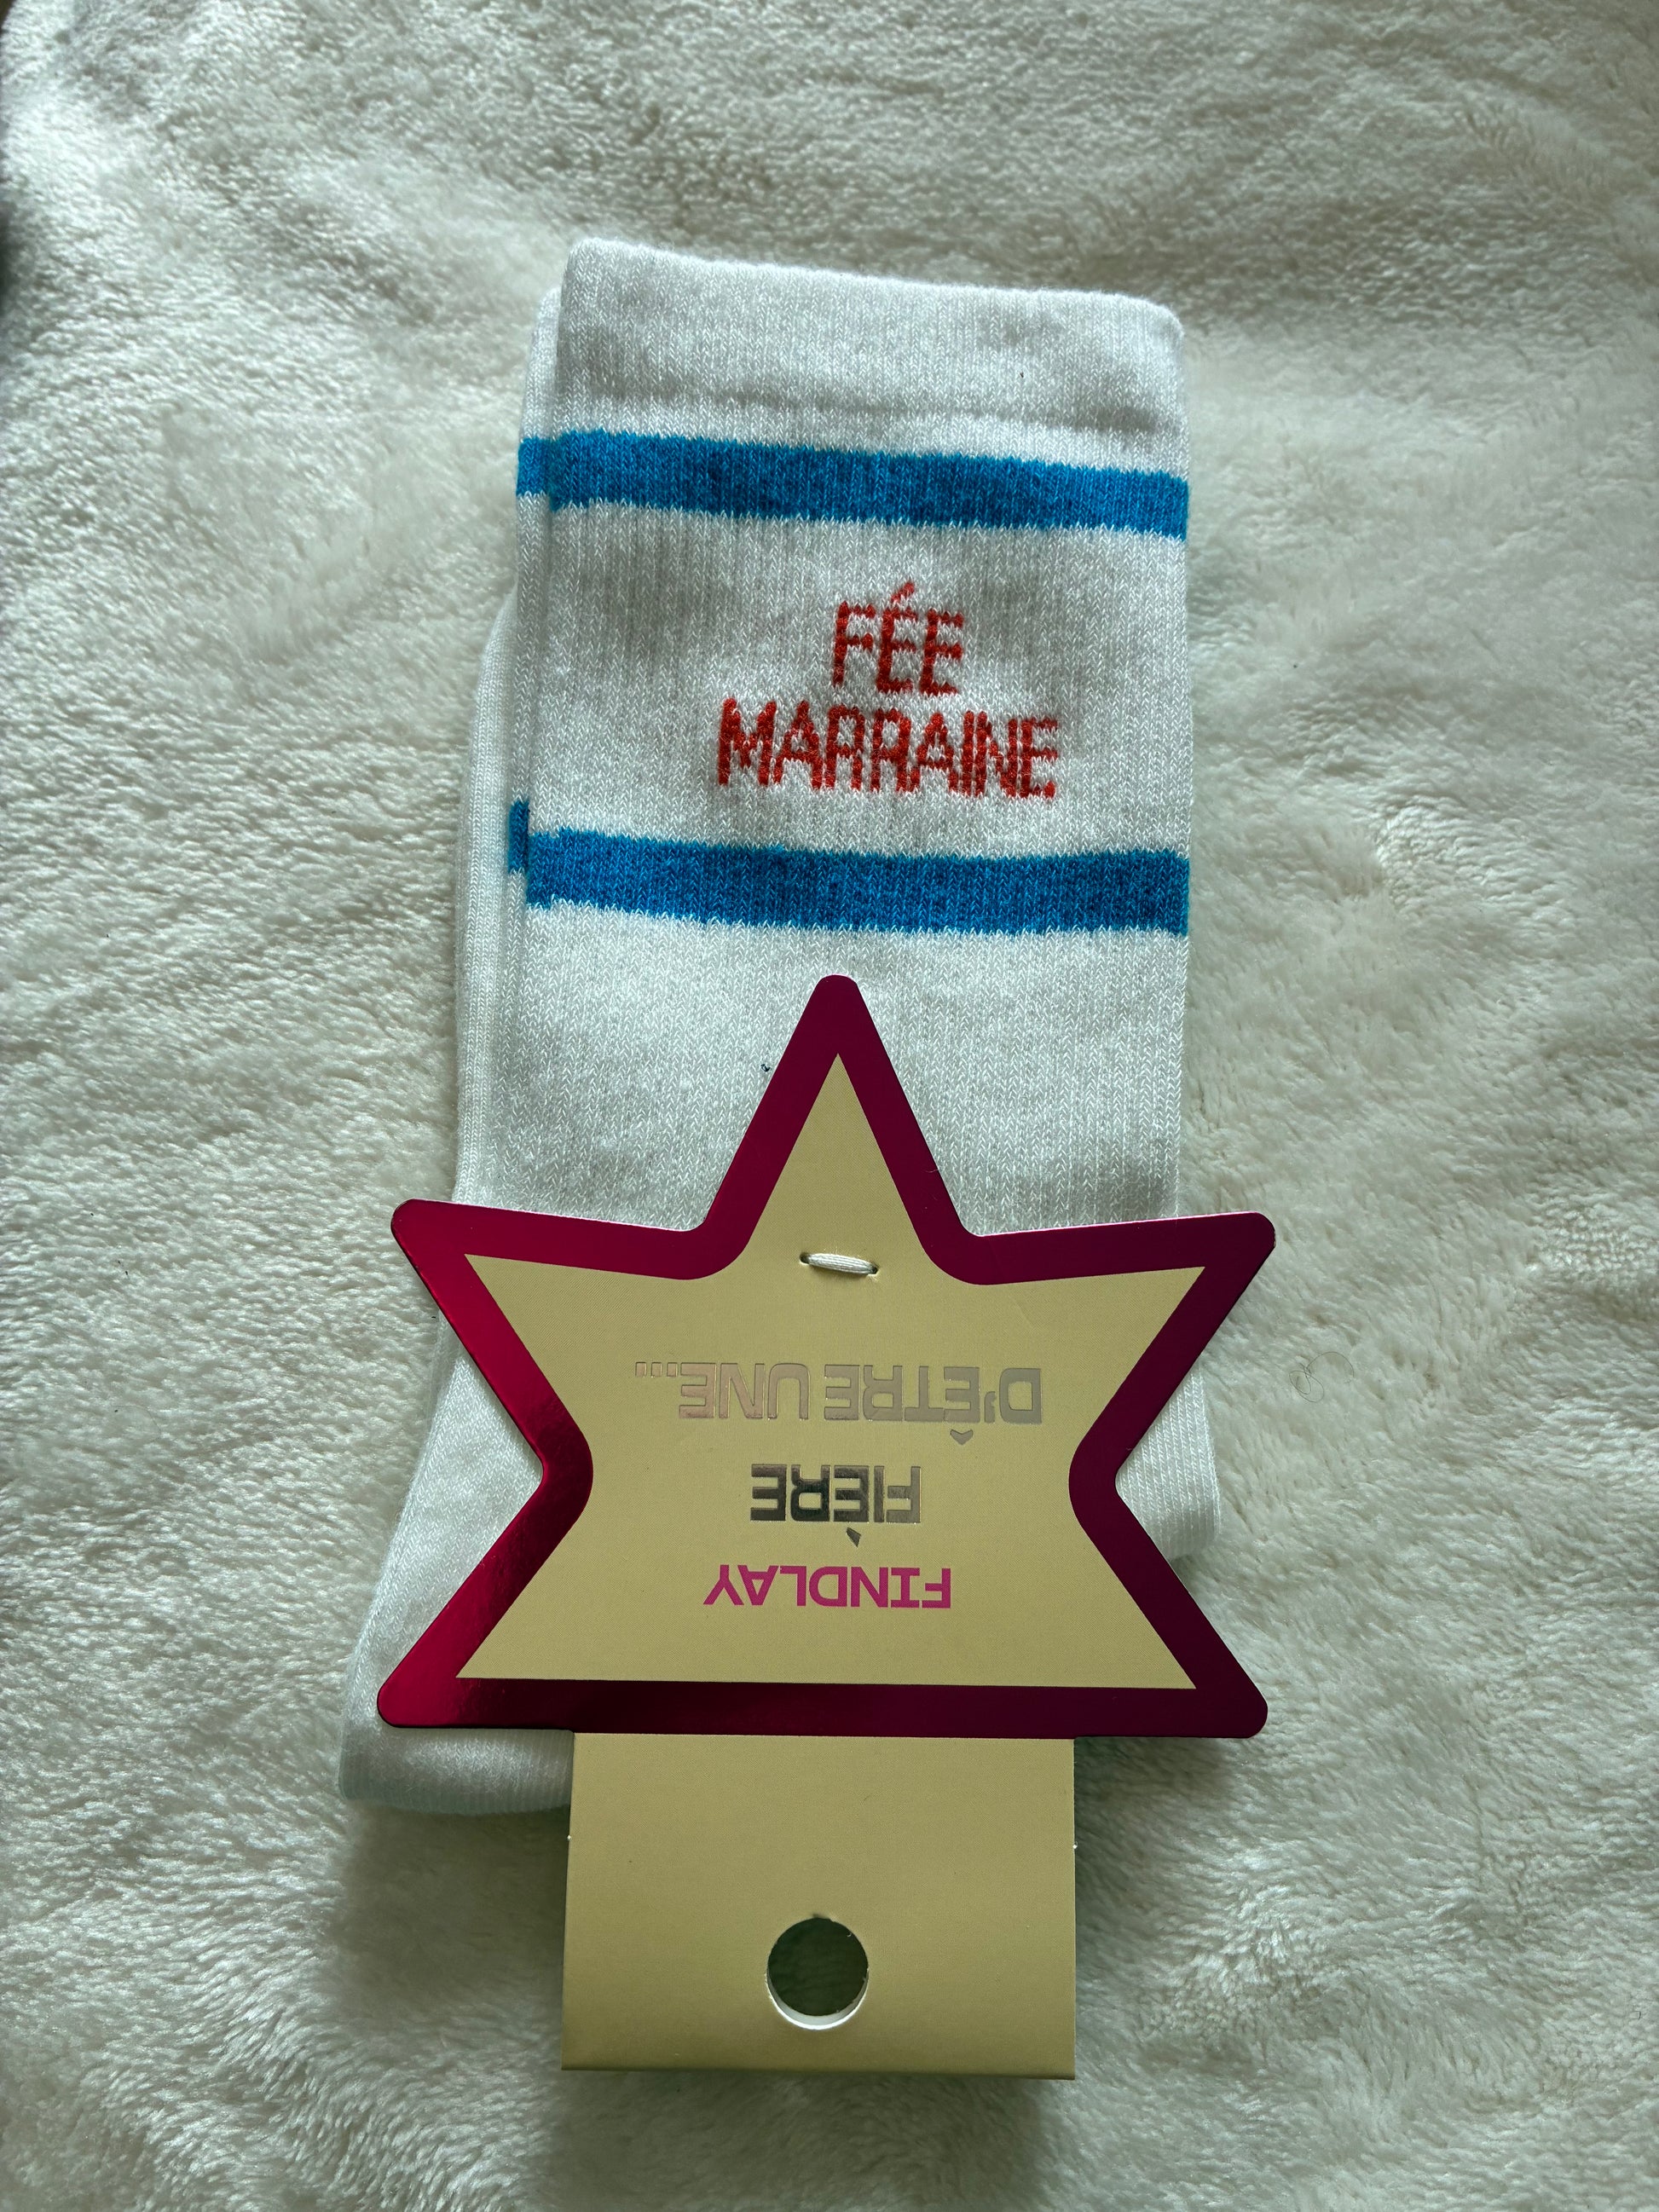 FÉE
MARRAINE
FINDLAY
FIÈRE
D'ÊTRE UNE...